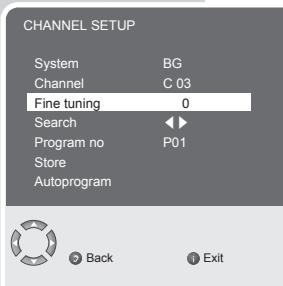 CHANNEL SETUP
System BG
Channel C 03
Fine tuning 0
Search
Program no P01
Store
Autoprogram
Back Exit